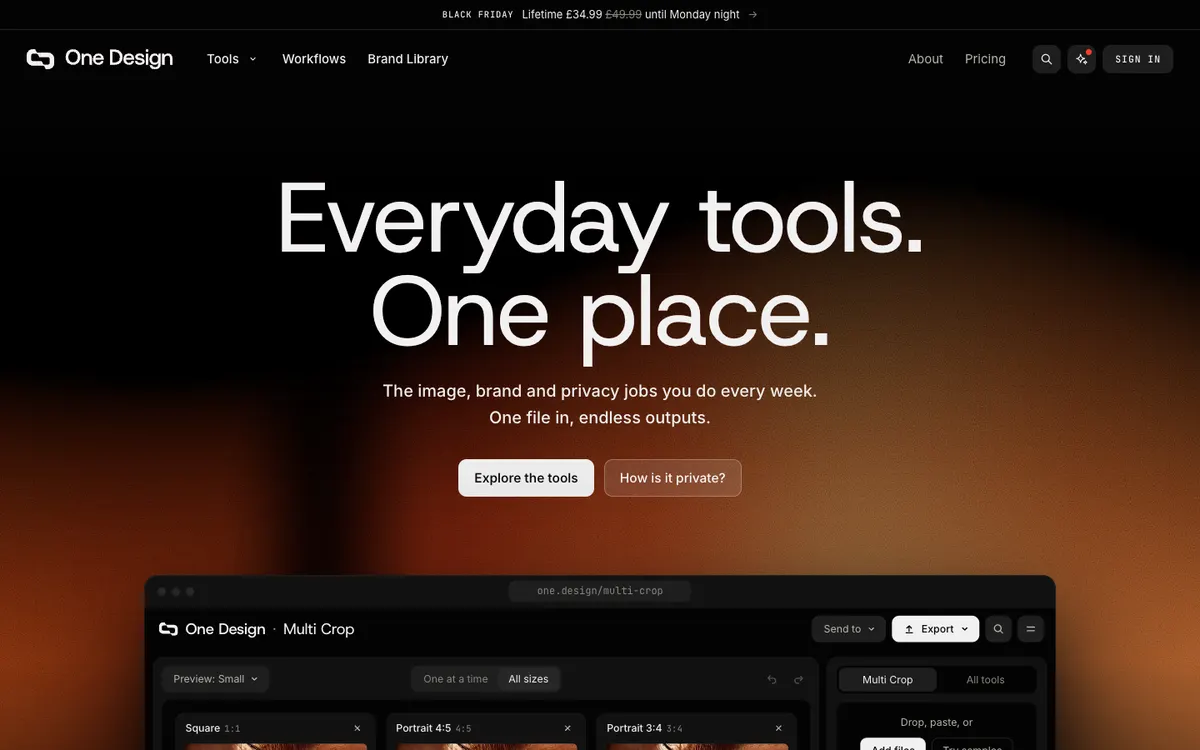 BLACK FRIDAY Lifetime £34.99 £49.99 until Monday night →
One Design Tools Workflows Brand Library About Pricing SIGN IN
Everyday tools.
One place.
The image, brand and privacy jobs you do every week.
One file in, endless outputs.
Explore the tools How is it private?
one.design/multi-crop
One Design · Multi Crop Send to Export
Preview: Small One at a time All sizes Multi Crop All tools
Square 1:1 × Portrait 4:5 4:5 × Portrait 3:4 3:4 × Drop, paste, or
Add files Try samples